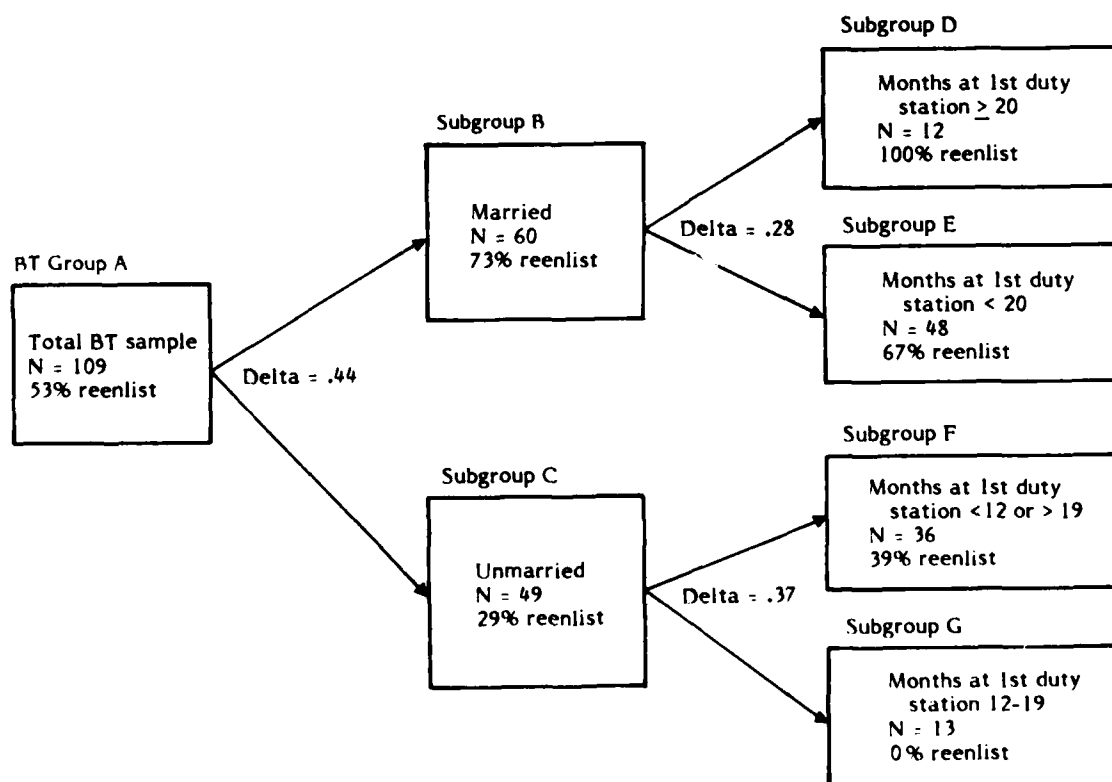 BT Group A
Total BT sample
N = 109
53% reenlist
Delta = .44
Subgroup B
Married
N = 60
73% reenlist
Delta = .28
Subgroup C
Unmarried
N = 49
29% reenlist
Delta = .37
Subgroup D
Months at 1st duty
station ≥ 20
N = 12
100% reenlist
Subgroup E
Months at 1st duty
station < 20
N = 48
67% reenlist
Subgroup F
Months at 1st duty
station <12 or > 19
N = 36
39% reenlist
Subgroup G
Months at 1st duty
station 12-19
N = 13
0% reenlist